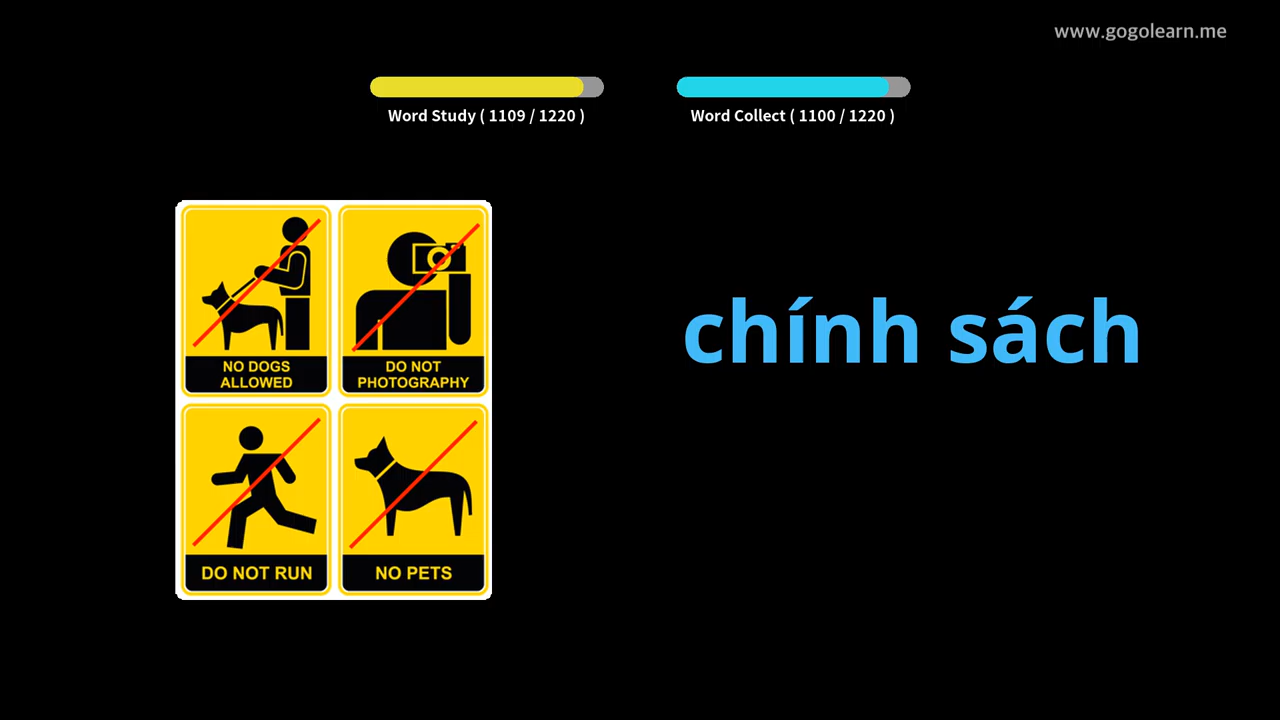 www.gogolearn.me
Word Study ( 1109 / 1220 )
Word Collect ( 1100 / 1220 )
NO DOGS
ALLOWED
DO NOT
PHOTOGRAPHY
chính sách
DO NOT RUN
NO PETS